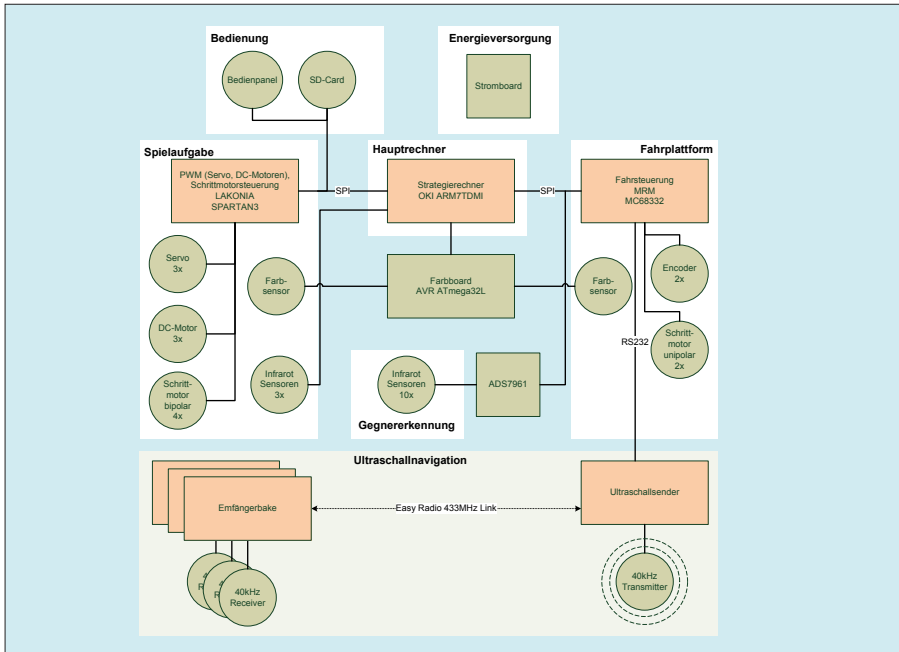 Bedienung
Energieversorgung
Bedienpanel
SD-Card
Stromboard
Spielaufgabe
Hauptrechner
Fahrplattform
PWM (Servo, DC-Motoren),
Schrittmotorsteuerung
LAKONIA
SPARTAN3
SPI
Strategierechner
OKI ARM7TDMI
SPI
Fahrsteuerung
MRM
MC68332
Servo
3x
Farb-
sensor
Farbboard
AVR ATmega32L
Farb-
sensor
Encoder
2x
DC-Motor
3x
RS232
Schritt-
motor
unipolar
2x
Schritt-
motor
bipolar
4x
Infrarot
Sensoren
3x
Infrarot
Sensoren
10x
ADS7961
Gegnererkennung
Ultraschallnavigation
Emfängerbake
Easy Radio 433MHz Link
Ultraschallsender
40kHz
Receiver
40kHz
Transmitter